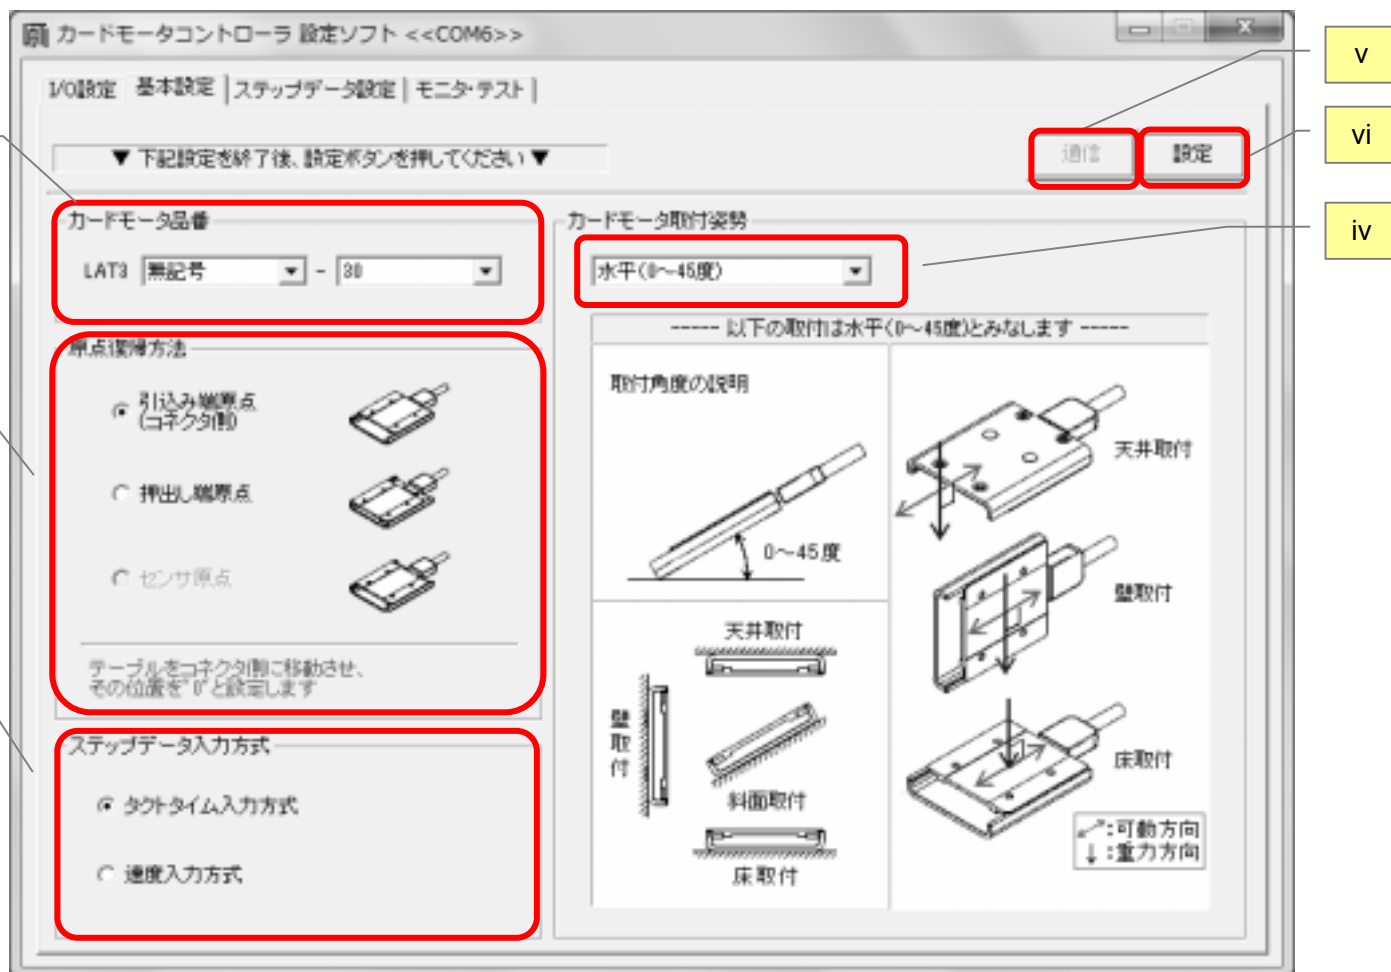 カードモータコントローラ 設定ソフト <<COM6>>
v
I/O設定 基本設定 ステップデータ設定 モニタ・テスト
▼ 下記設定を終了後、設定ボタンを押してください ▼
通信
設定
vi
カードモータ品番
LAT3 無記号 - 30
カードモータ取付姿勢
水平(0～45度)
iv
原点復帰方法
引込み端原点
(コネクタ側)
押出し端原点
センサ原点
テーブルをコネクタ側に移動させ、
その位置を"0"と設定します
ステップデータ入力方式
タクトタイム入力方式
速度入力方式
----- 以下の取付は水平(0～45度)とみなします -----
取付角度の説明
0～45度
天井取付
壁取付
斜面取付
床取付
天井取付
壁取付
床取付
:可動方向
:重力方向